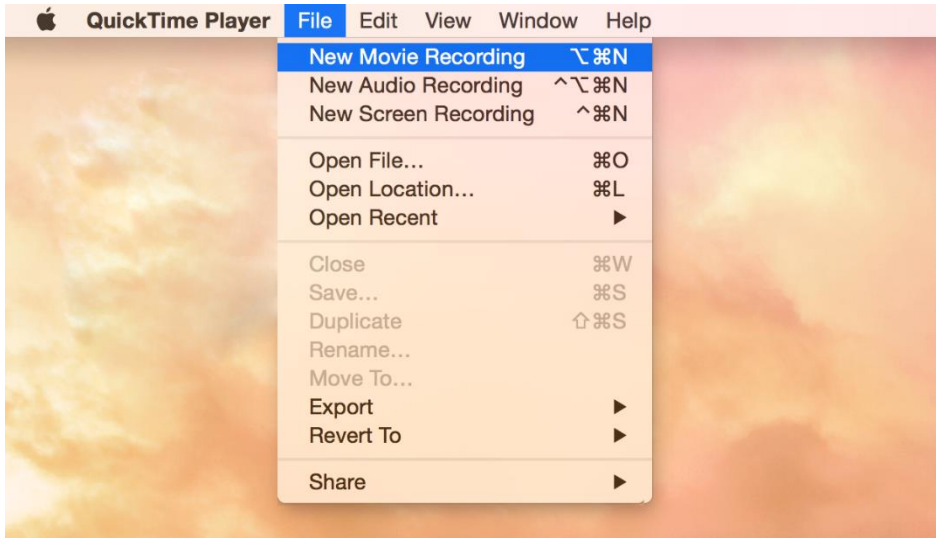 QuickTime Player File Edit View Window Help
New Movie Recording ⌥⌘N
New Audio Recording ^⌥⌘N
New Screen Recording ^⌘N
Open File... ⌘O
Open Location... ⌘L
Open Recent ▶
Close ⌘W
Save... ⌘S
Duplicate ⇧⌘S
Rename...
Move To...
Export ▶
Revert To ▶
Share ▶